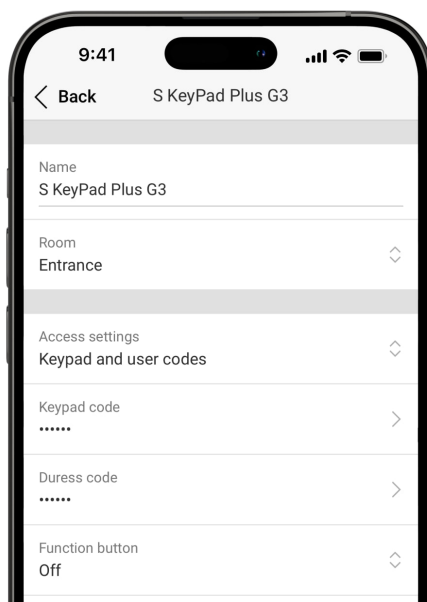 9:41
Back
S KeyPad Plus G3
Name
S KeyPad Plus G3
Room
Entrance
Access settings
Keypad and user codes
Keypad code
••••••
Duress code
••••••
Function button
Off